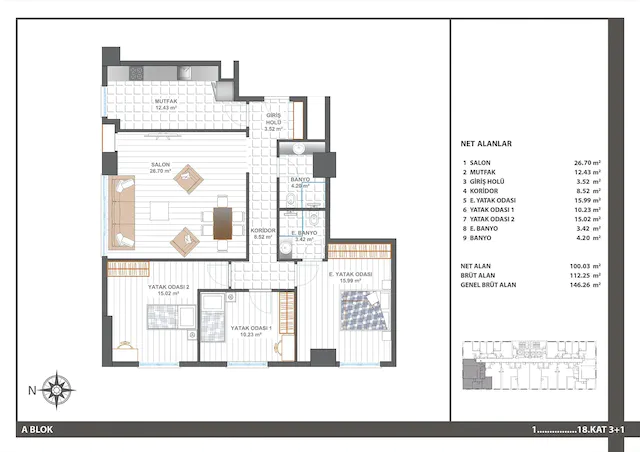 MUTFAK
12.43 m²
GİRİŞ
HOLÜ
3.52 m²
SALON
26.70 m²
BANYO
4.20 m²
KORİDOR
8.52 m²
E. BANYO
3.42 m²
E. YATAK ODASI
15.99 m²
YATAK ODASI 2
15.02 m²
YATAK ODASI 1
10.23 m²
N
NET ALANLAR
1 SALON 26.70 m²
2 MUTFAK 12.43 m²
3 GİRİŞ HOLÜ 3.52 m²
4 KORİDOR 8.52 m²
5 E. YATAK ODASI 15.99 m²
6 YATAK ODASI 1 10.23 m²
7 YATAK ODASI 2 15.02 m²
8 E. BANYO 3.42 m²
9 BANYO 4.20 m²
NET ALAN 100.03 m²
BRÜT ALAN 112.25 m²
GENEL BRÜT ALAN 146.26 m²
A BLOK
1................18.KAT 3+1